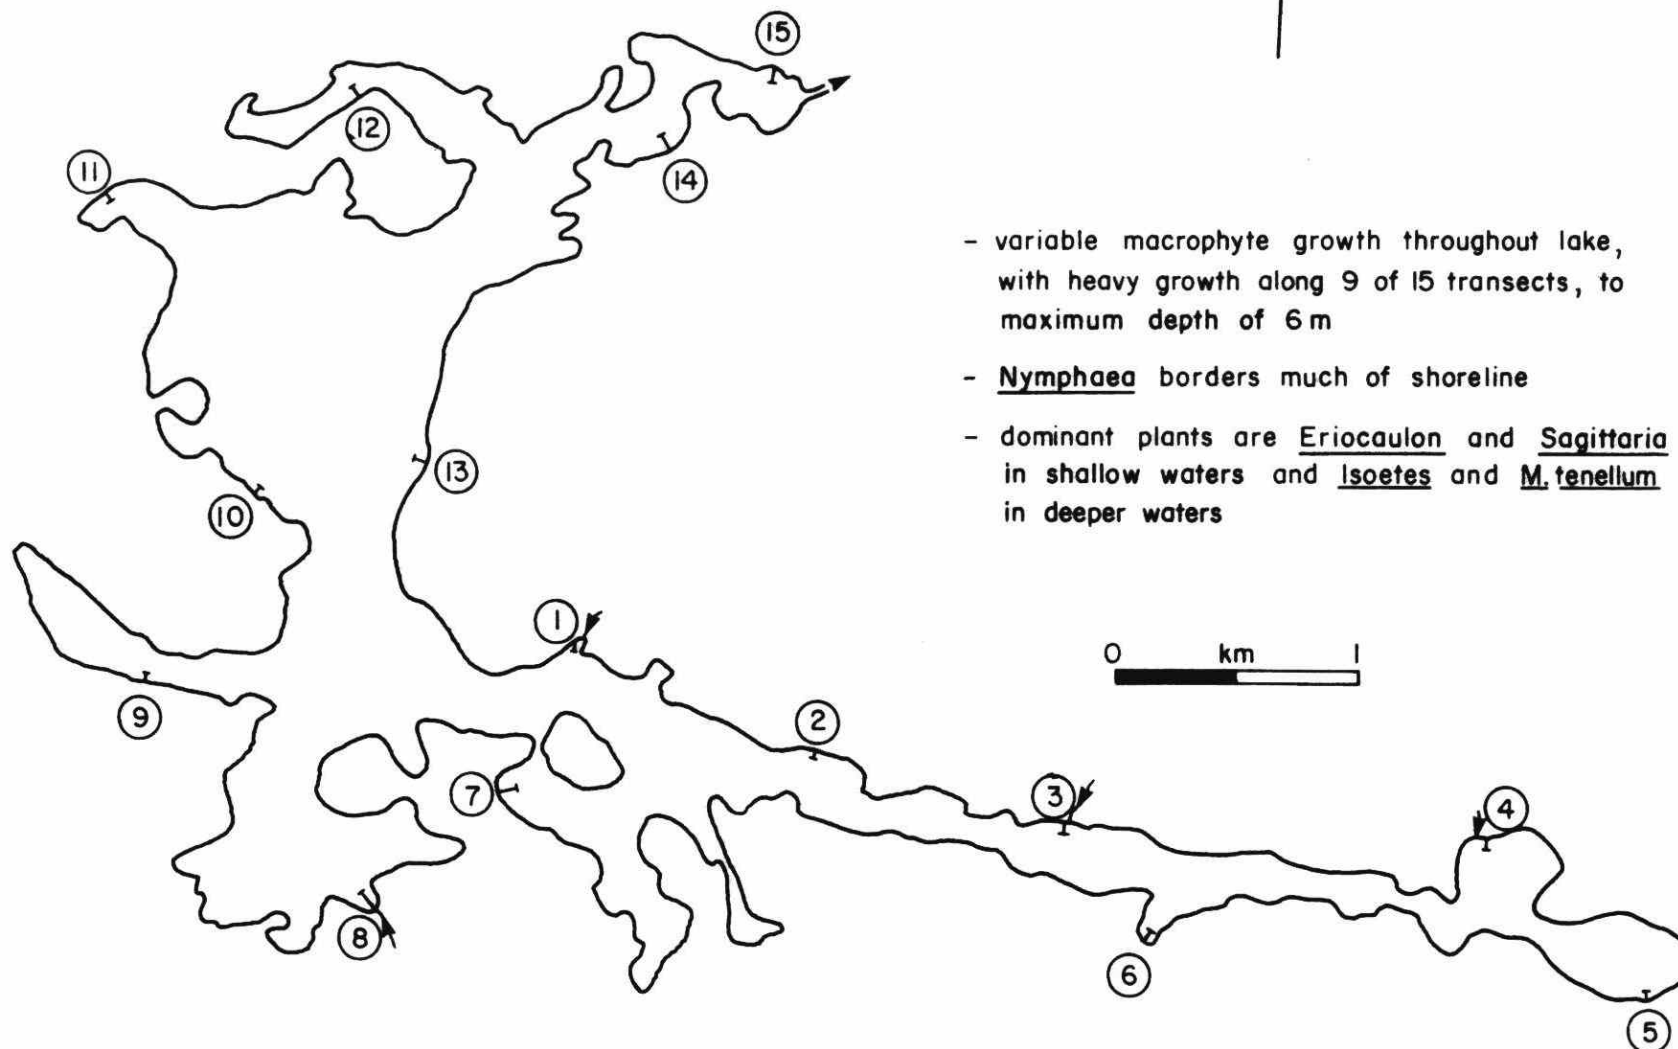 15
12
11
14
- variable macrophyte growth throughout lake,
with heavy growth along 9 of 15 transects, to
maximum depth of 6 m
- Nymphaea borders much of shoreline
- dominant plants are Eriocaulon and Sagittaria
in shallow waters and Isoetes and M. tenellum
in deeper waters
13
10
1
0 km 1
9
2
7
3
4
8
6
5